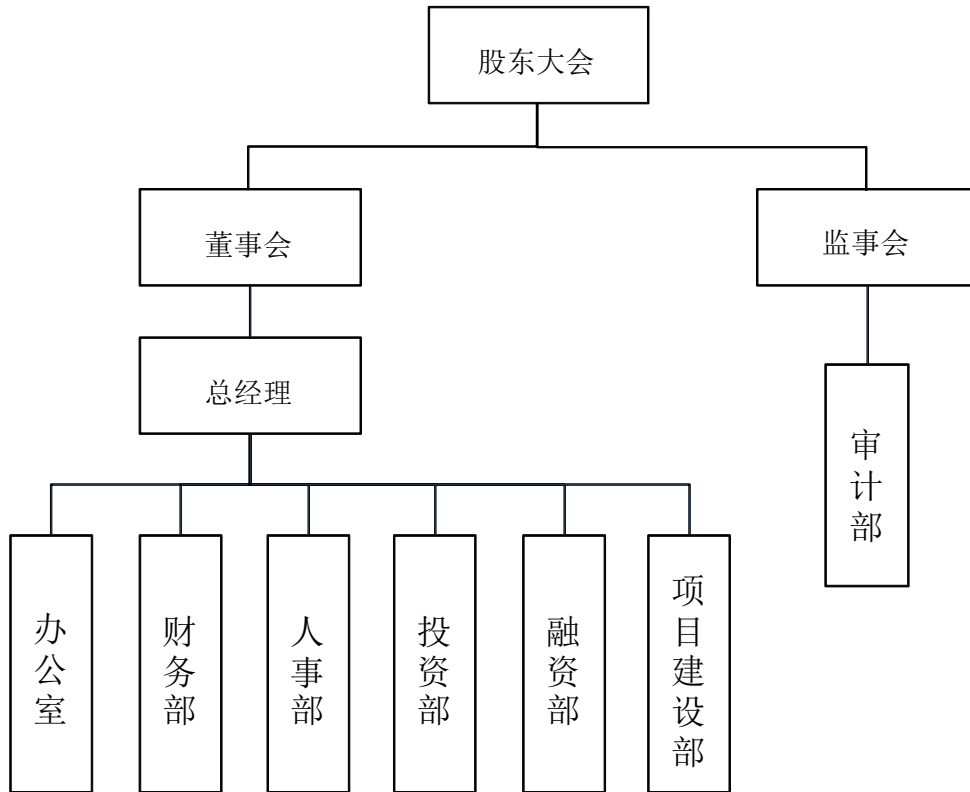 股东大会
董事会
监事会
总经理
审计部
办公室
财务部
人事部
投资部
融资部
项目建设部